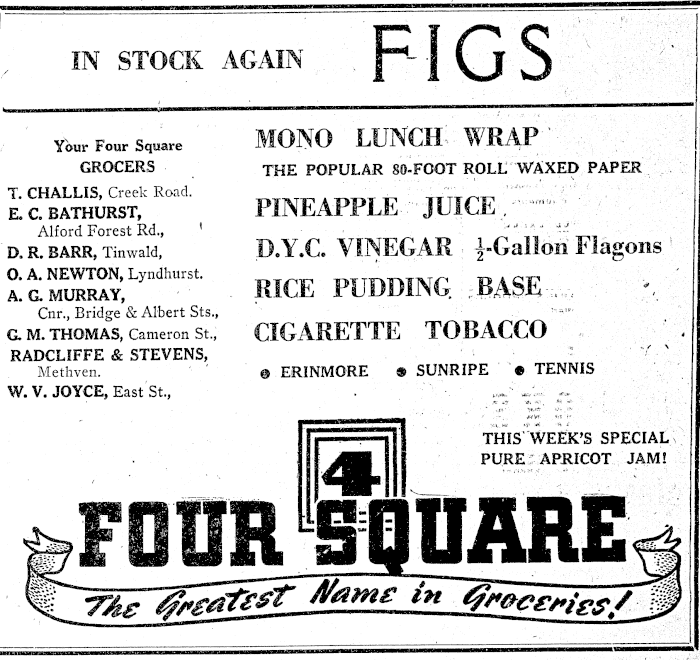 IN STOCK AGAIN FIGS
Your Four Square
GROCERS
T. CHALLIS, Creek Road.
E. C. BATHURST,
Alford Forest Rd.,
D. R. BARR, Tinwald,
O. A. NEWTON, Lyndhurst.
A. G. MURRAY,
Cnr., Bridge & Albert Sts.,
G. M. THOMAS, Cameron St.,
RADCLIFFE & STEVENS,
Methven.
W. V. JOYCE, East St.,
MONO LUNCH WRAP
THE POPULAR 80-FOOT ROLL WAXED PAPER
PINEAPPLE JUICE
D.Y.C. VINEGAR ½-Gallon Flagons
RICE PUDDING BASE
CIGARETTE TOBACCO
● ERINMORE ● SUNRIPE ● TENNIS
THIS WEEK'S SPECIAL
PURE APRICOT JAM!
4
FOUR SQUARE
The Greatest Name in Groceries!